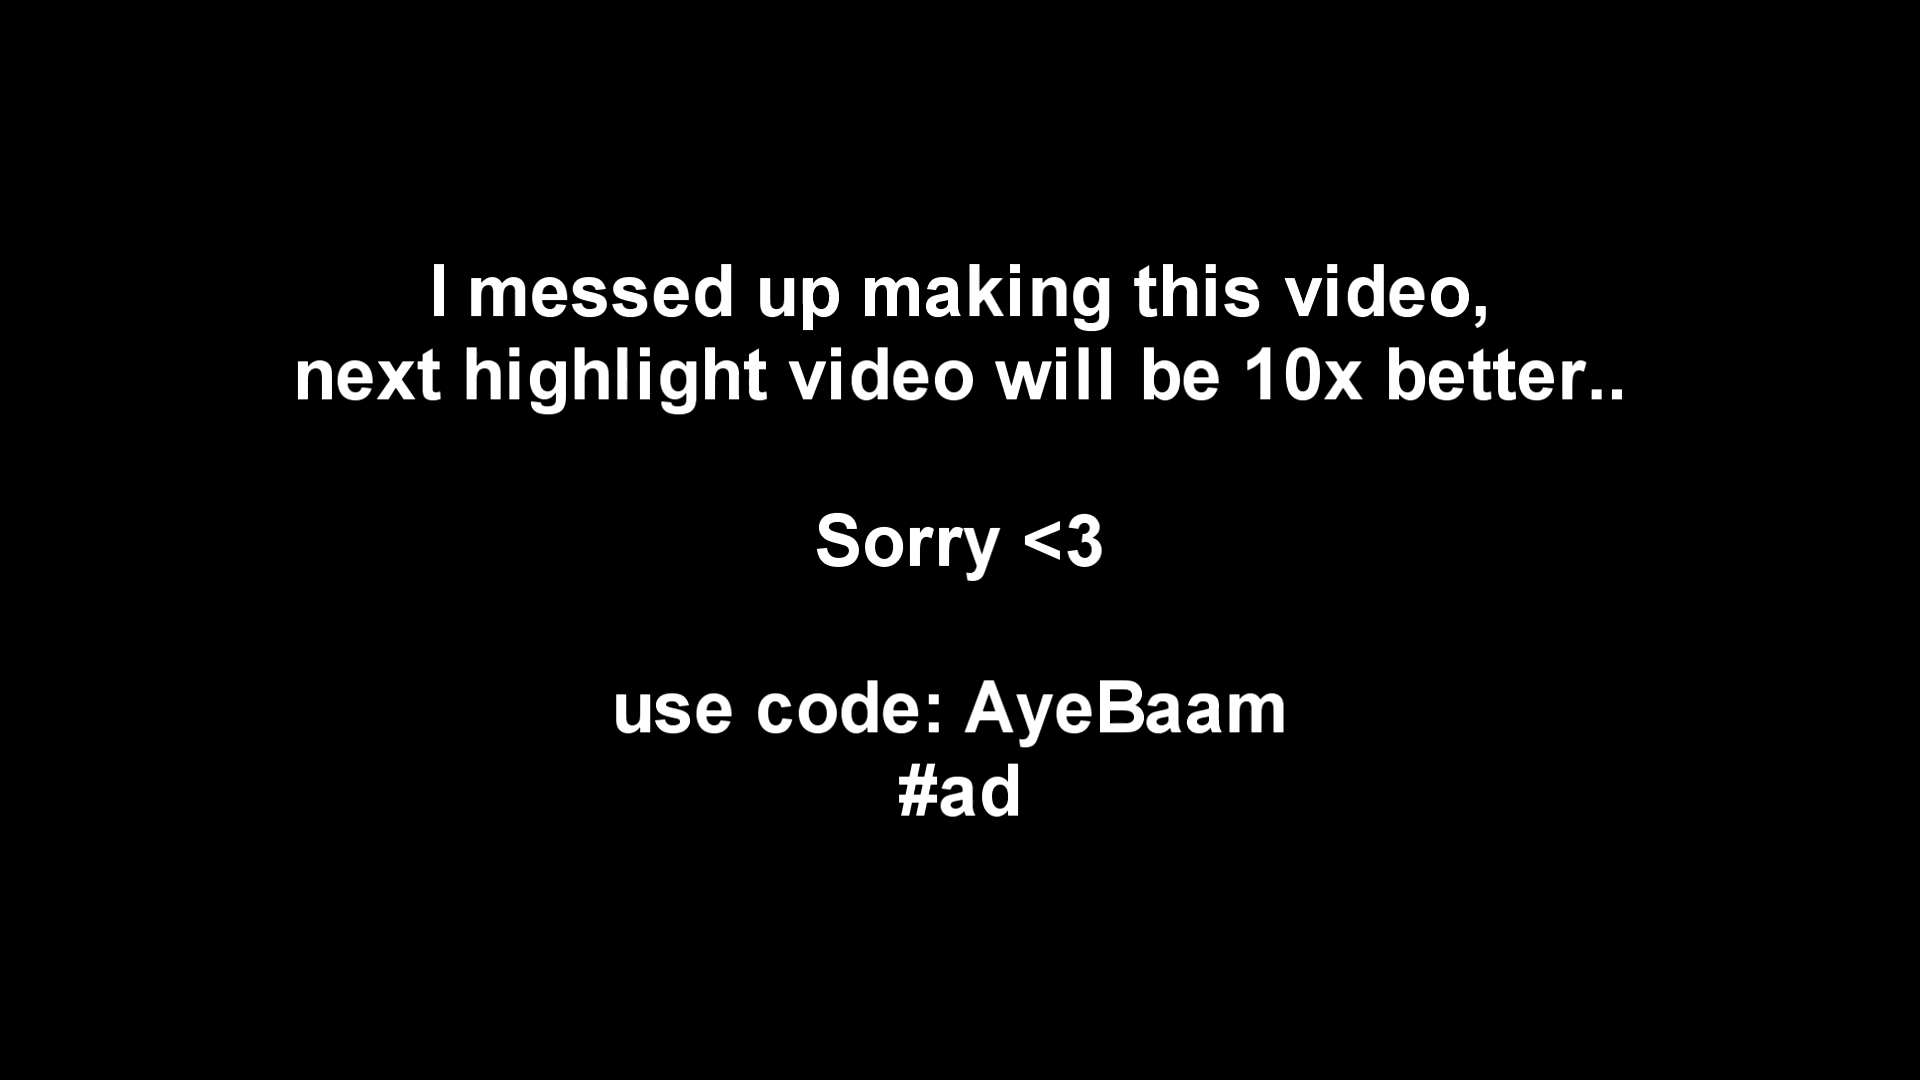 I messed up making this video,
next highlight video will be 10x better..
Sorry <3
use code: AyeBaam
#ad